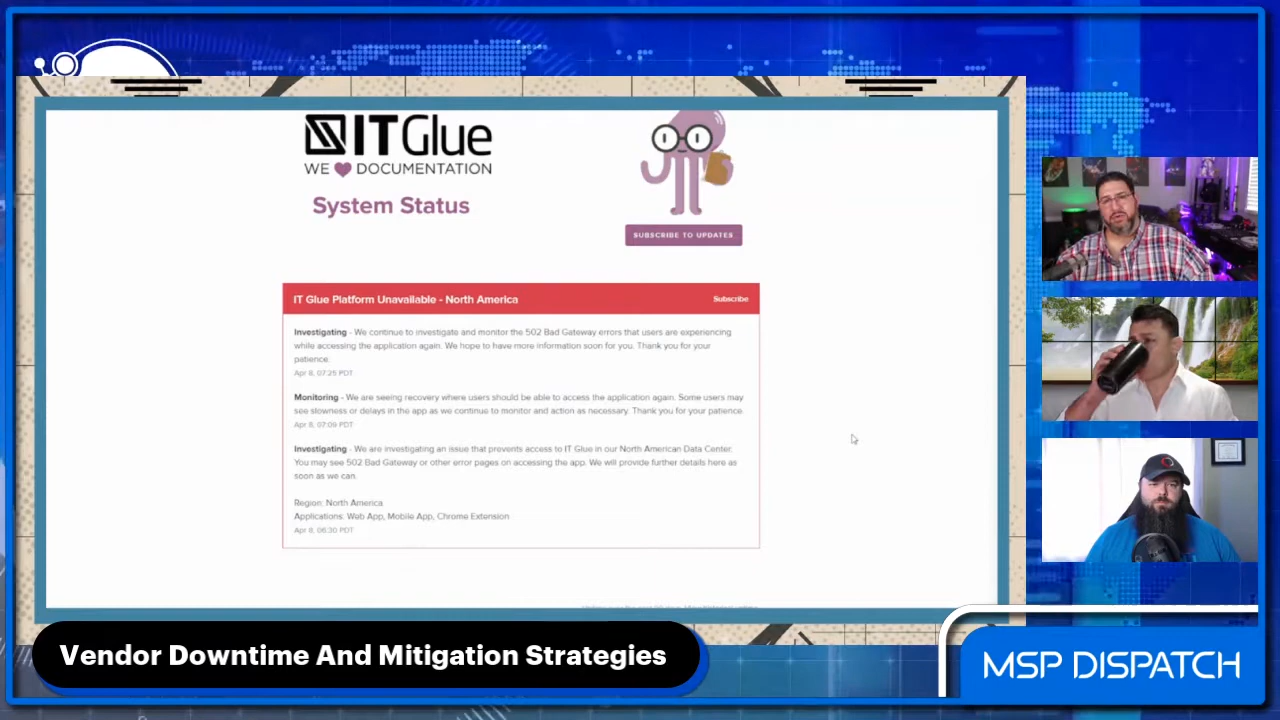 IT Glue
WE DOCUMENTATION
System Status
SUBSCRIBE TO UPDATES
IT Glue Platform Unavailable - North America
Subscribe
Investigating - We continue to investigate and monitor the 502 Bad Gateway errors that users are experiencing
while accessing the application again. We hope to have more information soon for you. Thank you for your
patience.
Apr 8, 07:25 PDT
Monitoring - We are seeing recovery where users should be able to access the application again. Some users may
see slowness or delays in the app as we continue to monitor and action as necessary. Thank you for your patience.
Apr 8, 07:09 PDT
Investigating - We are investigating an issue that prevents access to IT Glue in our North American Data Center.
You may see 502 Bad Gateway or other error pages on accessing the app. We will provide further details here as
soon as we can.
Region: North America
Applications: Web App, Mobile App, Chrome Extension
Apr 8, 06:30 PDT
Vendor Downtime And Mitigation Strategies
MSP DISPATCH